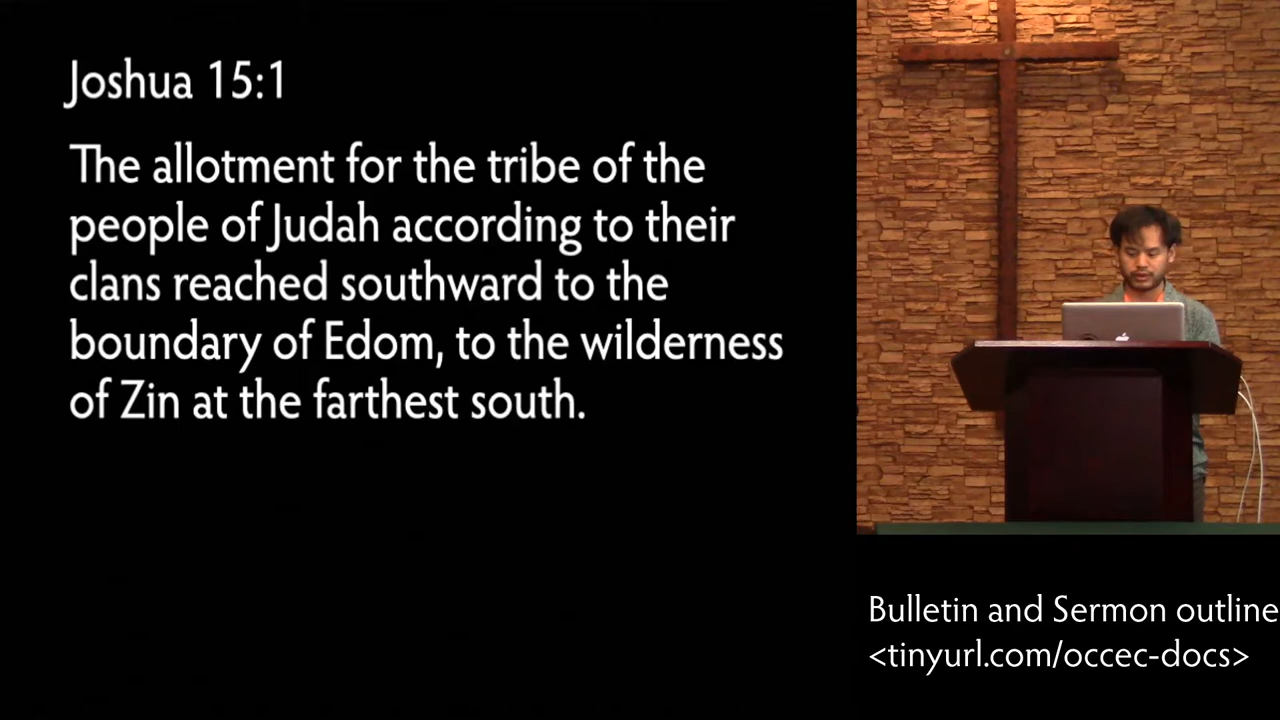 Joshua 15:1
The allotment for the tribe of the
people of Judah according to their
clans reached southward to the
boundary of Edom, to the wilderness
of Zin at the farthest south.
Bulletin and Sermon outline
<tinyurl.com/occec-docs>